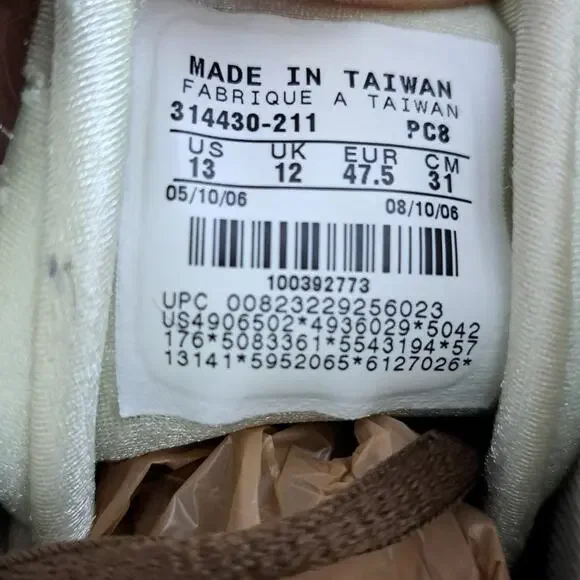 MADE IN TAIWAN
FABRIQUE A TAIWAN
314430-211 PC8
US UK EUR CM
13 12 47.5 31
05/10/06 08/10/06
100392773
UPC 00823229256023
US4906502*4936029*5042
176*5083361*5543194*57
13141*5952065*6127026*